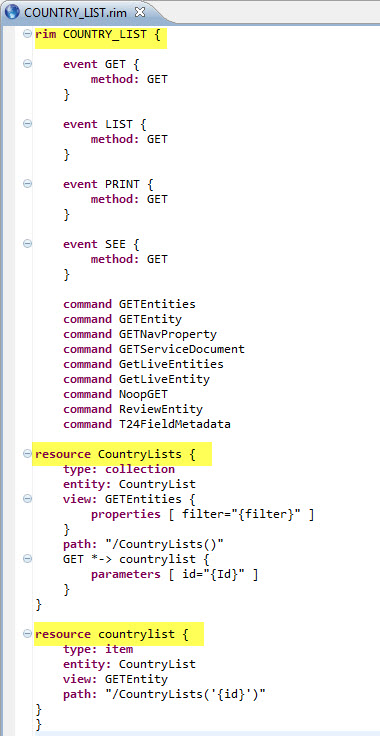 COUNTRY_LIST.rim
rim COUNTRY_LIST {
event GET {
method: GET
}
event LIST {
method: GET
}
event PRINT {
method: GET
}
event SEE {
method: GET
}
command GETEntities
command GETEntity
command GETNavProperty
command GETServiceDocument
command GetLiveEntities
command GetLiveEntity
command NoopGET
command ReviewEntity
command T24FieldMetadata
resource CountryLists {
type: collection
entity: CountryList
view: GETEntities {
properties [ filter="{filter}" ]
}
path: "/CountryLists()"
GET *-> countrylist {
parameters [ id="{Id}" ]
}
}
resource countrylist {
type: item
entity: CountryList
view: GETEntity
path: "/CountryLists('{id}')"
}
}